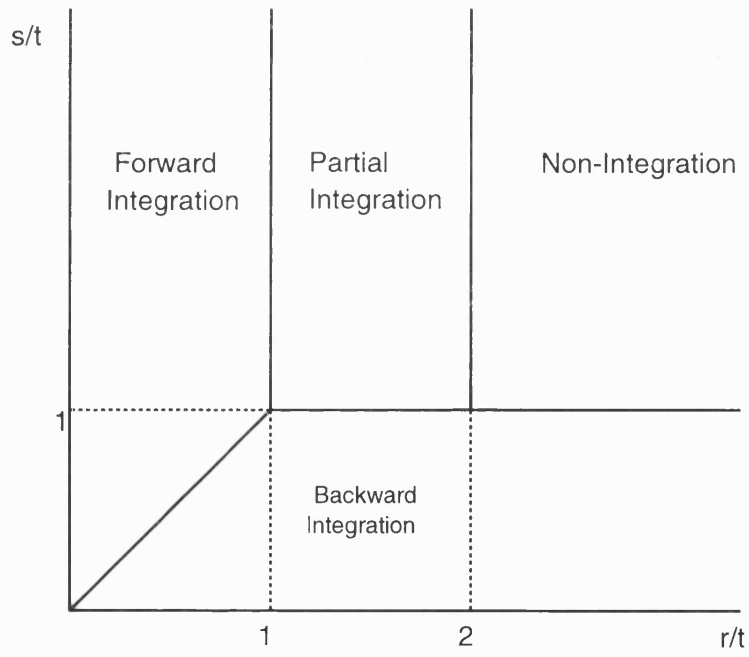 s/t
Forward
Integration
Partial
Integration
Non-Integration
1
Backward
Integration
1
2
r/t